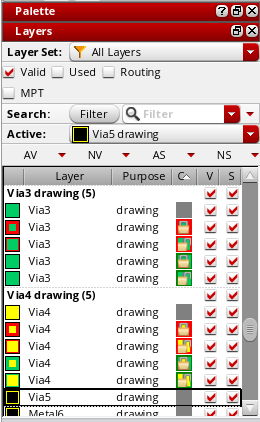 Palette
Layers
Layer Set: All Layers
Valid Used Routing
MPT
Search: Filter Filter
Active: Via5 drawing
AV NV AS NS
Layer Purpose C V S
Via3 drawing (5)
Via3 drawing
Via3 drawing
Via3 drawing
Via3 drawing
Via3 drawing
Via4 drawing (5)
Via4 drawing
Via4 drawing
Via4 drawing
Via4 drawing
Via4 drawing
Via5 drawing
Metal6 drawing